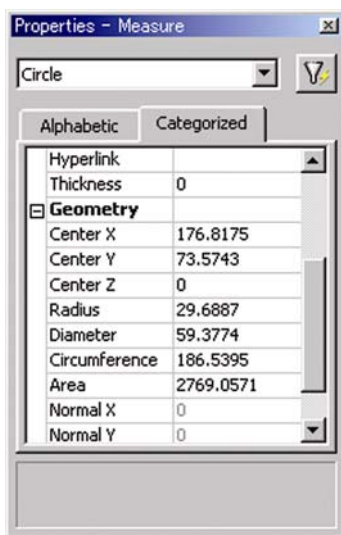 Properties - Measure
Circle
Alphabetic Categorized
Hyperlink
Thickness 0
Geometry
Center X 176.8175
Center Y 73.5743
Center Z 0
Radius 29.6887
Diameter 59.3774
Circumference 186.5395
Area 2769.0571
Normal X 0
Normal Y 0